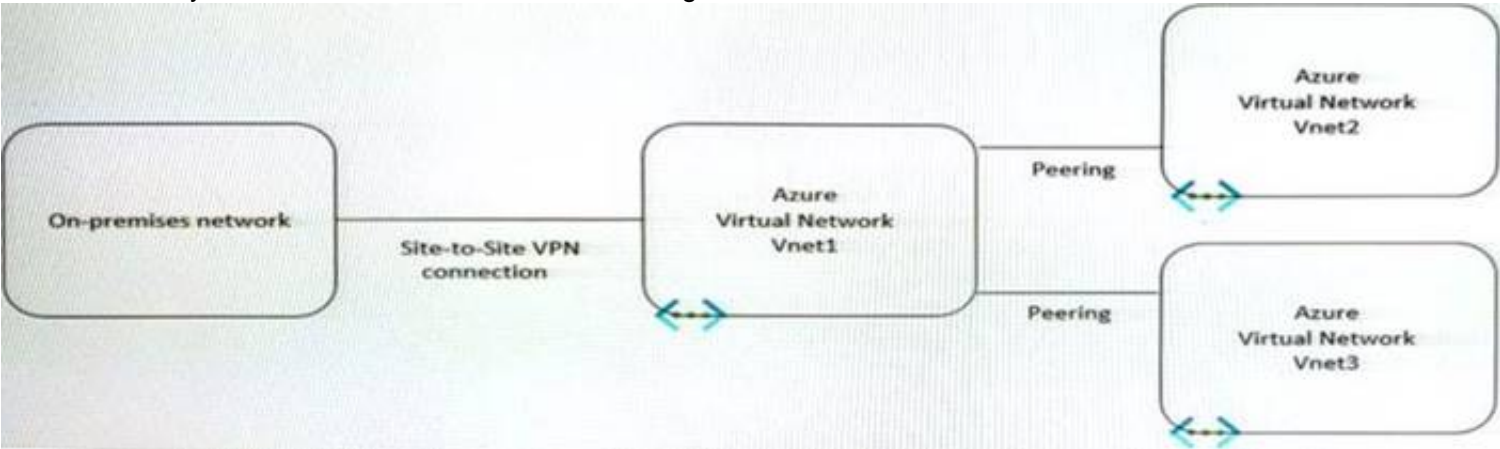 On-premises network
Site-to-Site VPN
connection
Azure
Virtual Network
Vnet1
Peering
Peering
Azure
Virtual Network
Vnet2
Azure
Virtual Network
Vnet3